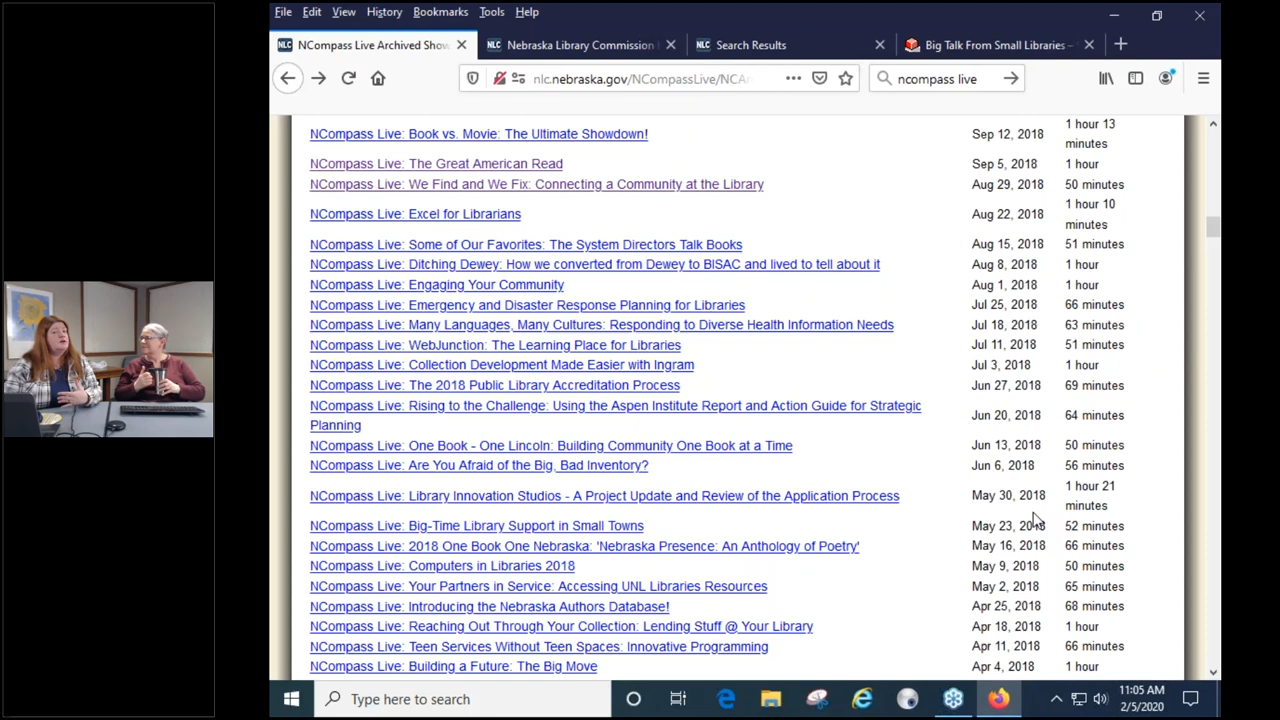 File Edit View History Bookmarks Tools Help
NCompass Live Archived Show
Nebraska Library Commission
Search Results
Big Talk From Small Libraries –
nlc.nebraska.gov/NCompassLive/NCA
ncompass live
NCompass Live: Book vs. Movie: The Ultimate Showdown! Sep 12, 2018 1 hour 13
minutes
NCompass Live: The Great American Read Sep 5, 2018 1 hour
NCompass Live: We Find and We Fix: Connecting a Community at the Library Aug 29, 2018 50 minutes
NCompass Live: Excel for Librarians Aug 22, 2018 1 hour 10
minutes
NCompass Live: Some of Our Favorites: The System Directors Talk Books Aug 15, 2018 51 minutes
NCompass Live: Ditching Dewey: How we converted from Dewey to BISAC and lived to tell about it Aug 8, 2018 1 hour
NCompass Live: Engaging Your Community Aug 1, 2018 1 hour
NCompass Live: Emergency and Disaster Response Planning for Libraries Jul 25, 2018 66 minutes
NCompass Live: Many Languages, Many Cultures: Responding to Diverse Health Information Needs Jul 18, 2018 63 minutes
NCompass Live: WebJunction: The Learning Place for Libraries Jul 11, 2018 51 minutes
NCompass Live: Collection Development Made Easier with Ingram Jul 3, 2018 1 hour
NCompass Live: The 2018 Public Library Accreditation Process Jun 27, 2018 69 minutes
NCompass Live: Rising to the Challenge: Using the Aspen Institute Report and Action Guide for Strategic
Planning Jun 20, 2018 64 minutes
NCompass Live: One Book - One Lincoln: Building Community One Book at a Time Jun 13, 2018 50 minutes
NCompass Live: Are You Afraid of the Big, Bad Inventory? Jun 6, 2018 56 minutes
NCompass Live: Library Innovation Studios - A Project Update and Review of the Application Process May 30, 2018 1 hour 21
minutes
NCompass Live: Big-Time Library Support in Small Towns May 23, 2018 52 minutes
NCompass Live: 2018 One Book One Nebraska: 'Nebraska Presence: An Anthology of Poetry' May 16, 2018 66 minutes
NCompass Live: Computers in Libraries 2018 May 9, 2018 50 minutes
NCompass Live: Your Partners in Service: Accessing UNL Libraries Resources May 2, 2018 65 minutes
NCompass Live: Introducing the Nebraska Authors Database! Apr 25, 2018 68 minutes
NCompass Live: Reaching Out Through Your Collection: Lending Stuff @ Your Library Apr 18, 2018 1 hour
NCompass Live: Teen Services Without Teen Spaces: Innovative Programming Apr 11, 2018 66 minutes
NCompass Live: Building a Future: The Big Move Apr 4, 2018 1 hour
Type here to search
11:05 AM
2/5/2020